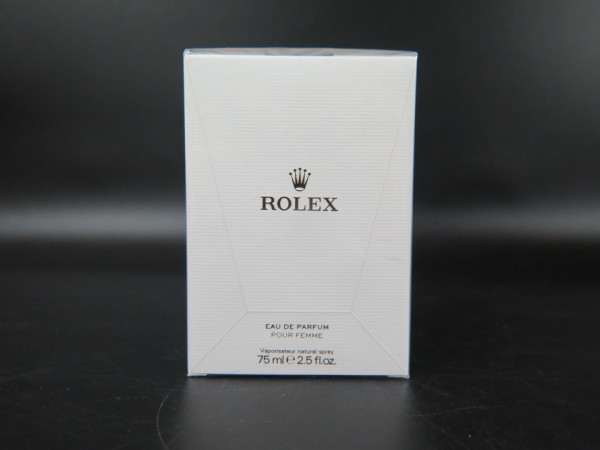 ROLEX
EAU DE PARFUM
POUR FEMME
Vaporisateur natural spray
75 ml ℮ 2.5 fl.oz.